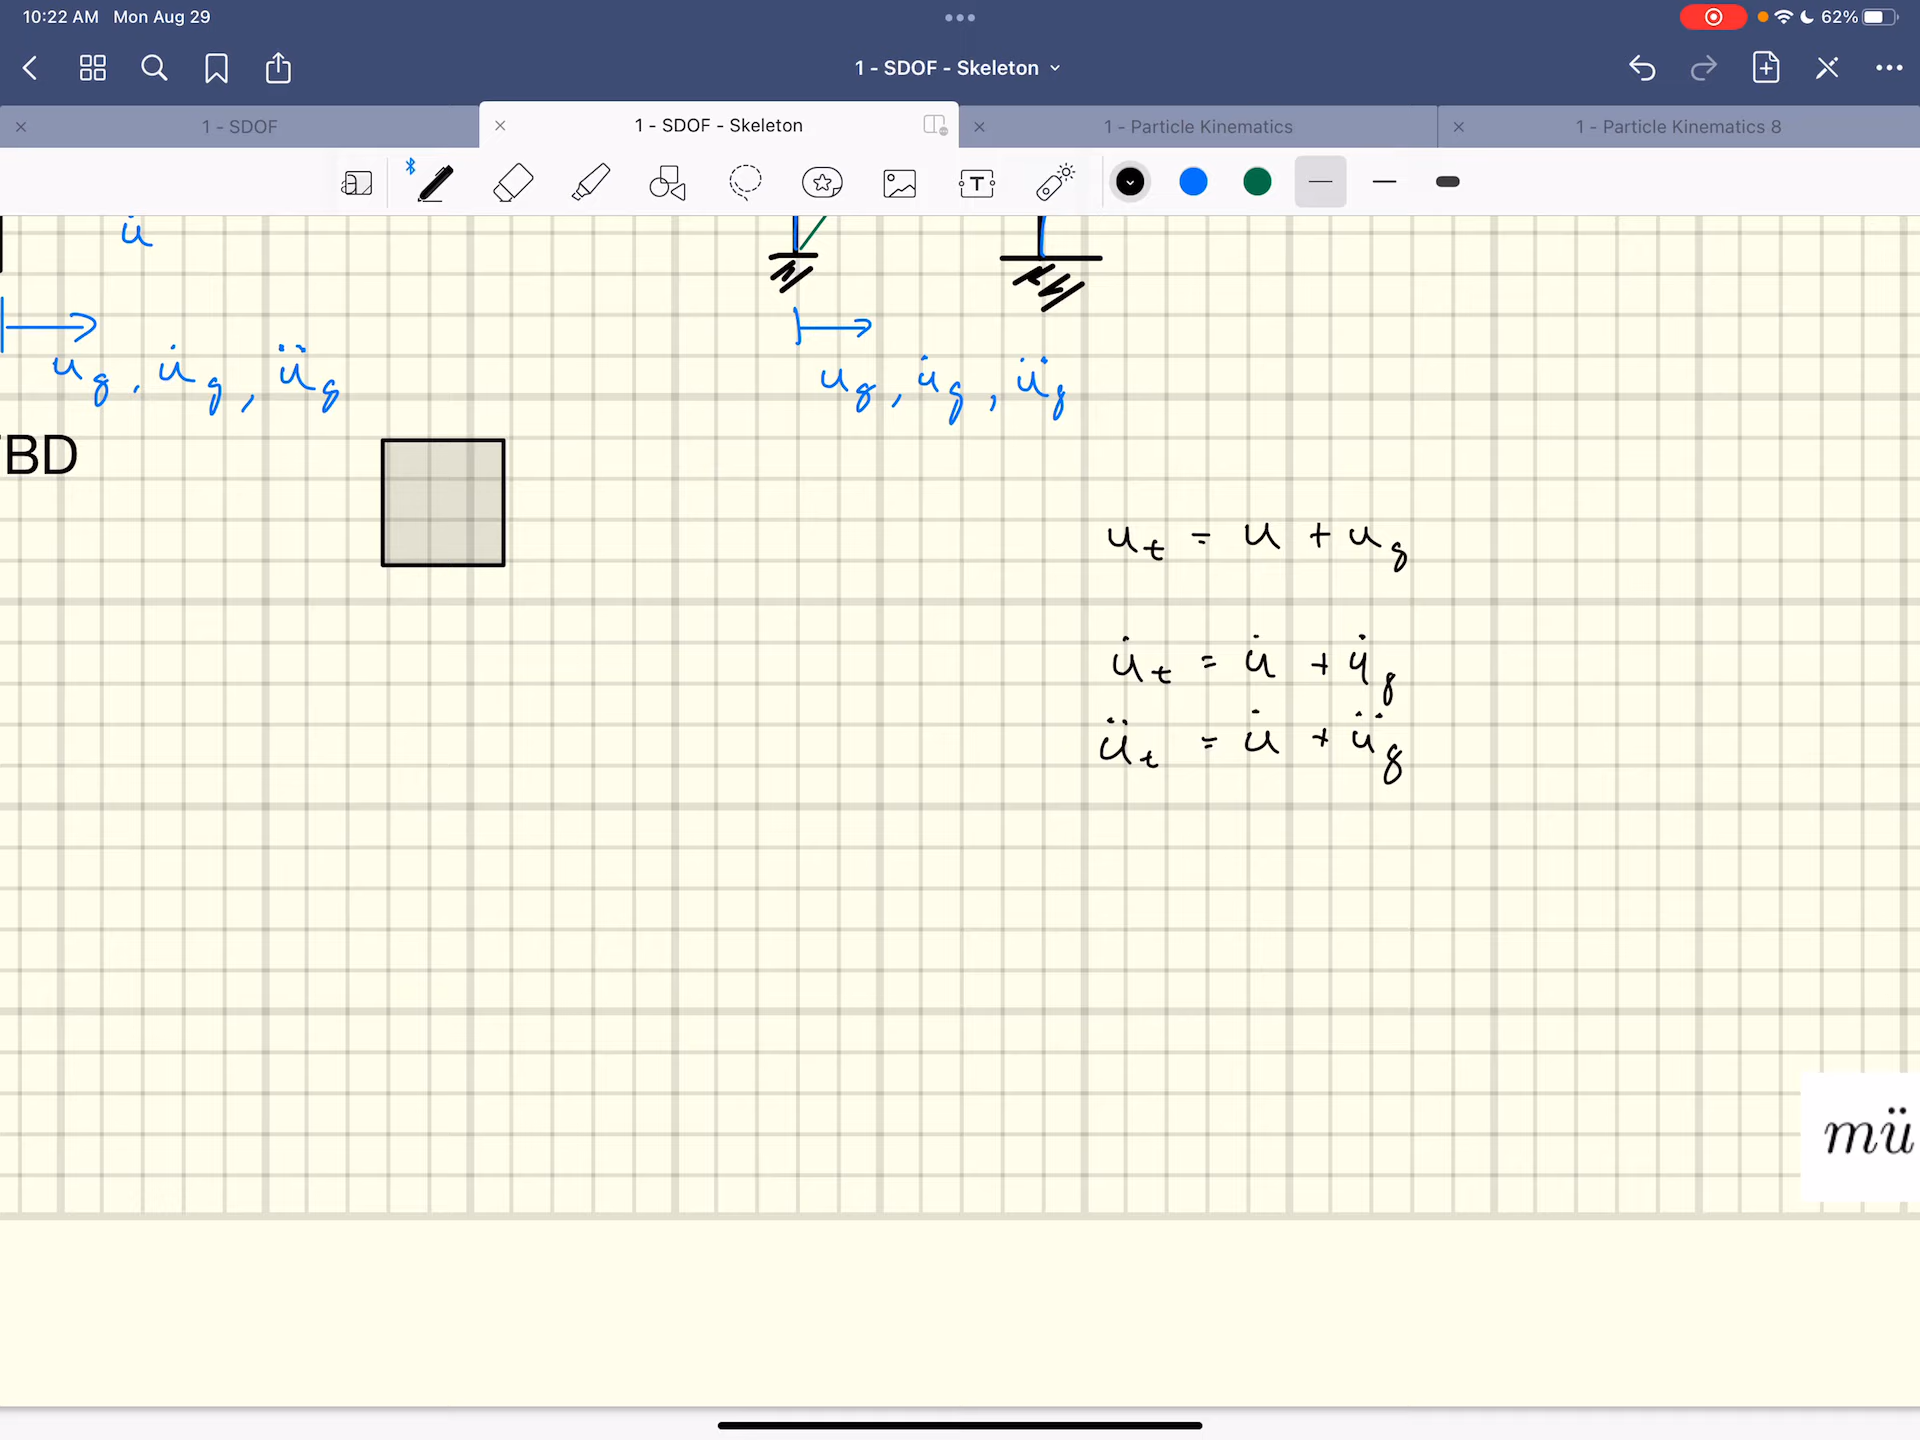 10:22 AM Mon Aug 29
62%
1 - SDOF - Skeleton
1 - SDOF
1 - SDOF - Skeleton
1 - Particle Kinematics
1 - Particle Kinematics 8
T
u̇
u_g, u̇_g, ü_g
u_g, u̇_g, ü_g
FBD
u_t = u + u_g
u̇_t = u̇ + u̇_g
ü_t = u̇ + ü_g
mü